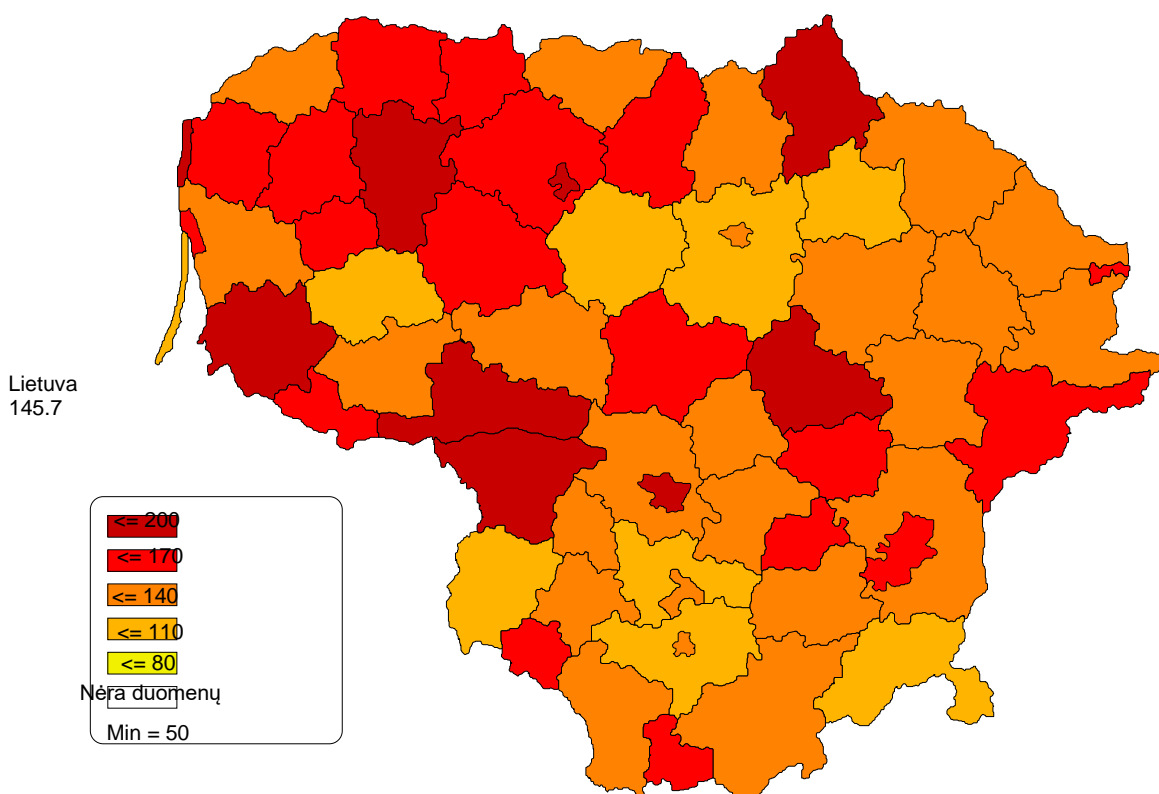 Lietuva
145.7
<= 200
<= 170
<= 140
<= 110
<= 80
Nėra duomenų
Min = 50